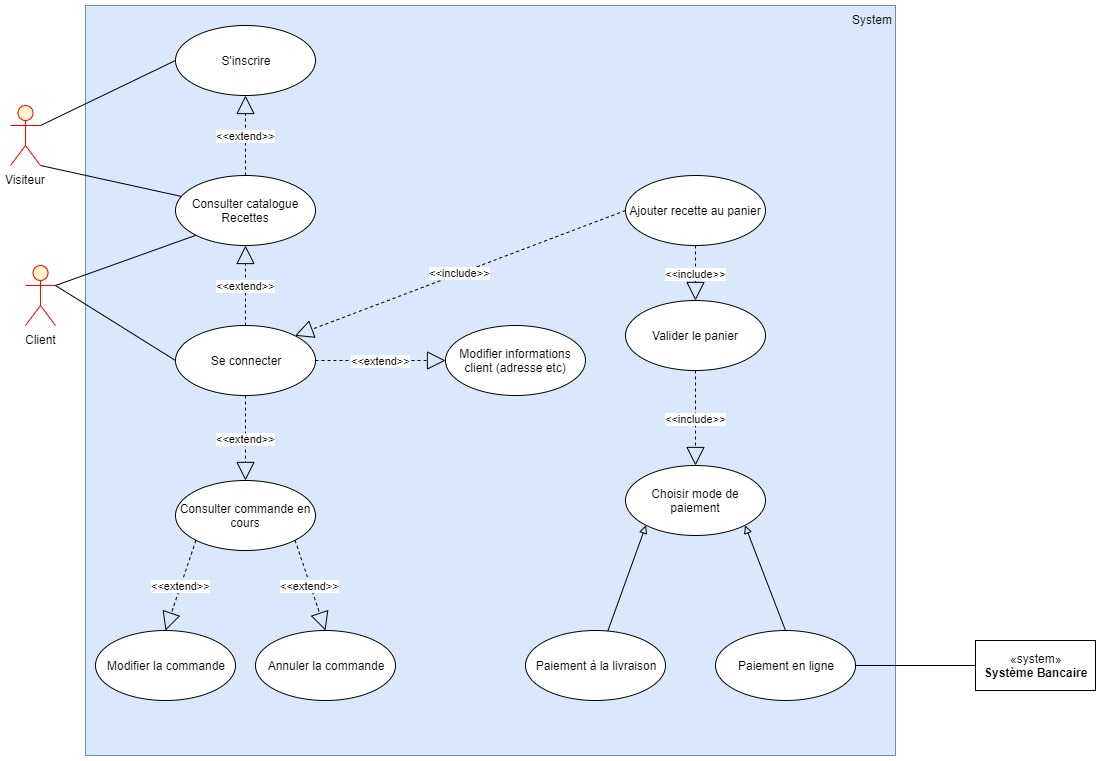 System
S'inscrire
<<extend>>
Visiteur
Consulter catalogue
Recettes
Ajouter recette au panier
<<include>>
<<include>>
<<extend>>
Client
Se connecter
<<extend>>
Modifier informations
client (adresse etc)
Valider le panier
<<extend>>
<<include>>
Consulter commande en
cours
Choisir mode de
paiement
<<extend>>
<<extend>>
Modifier la commande
Annuler la commande
Paiement à la livraison
Paiement en ligne
«system»
Système Bancaire